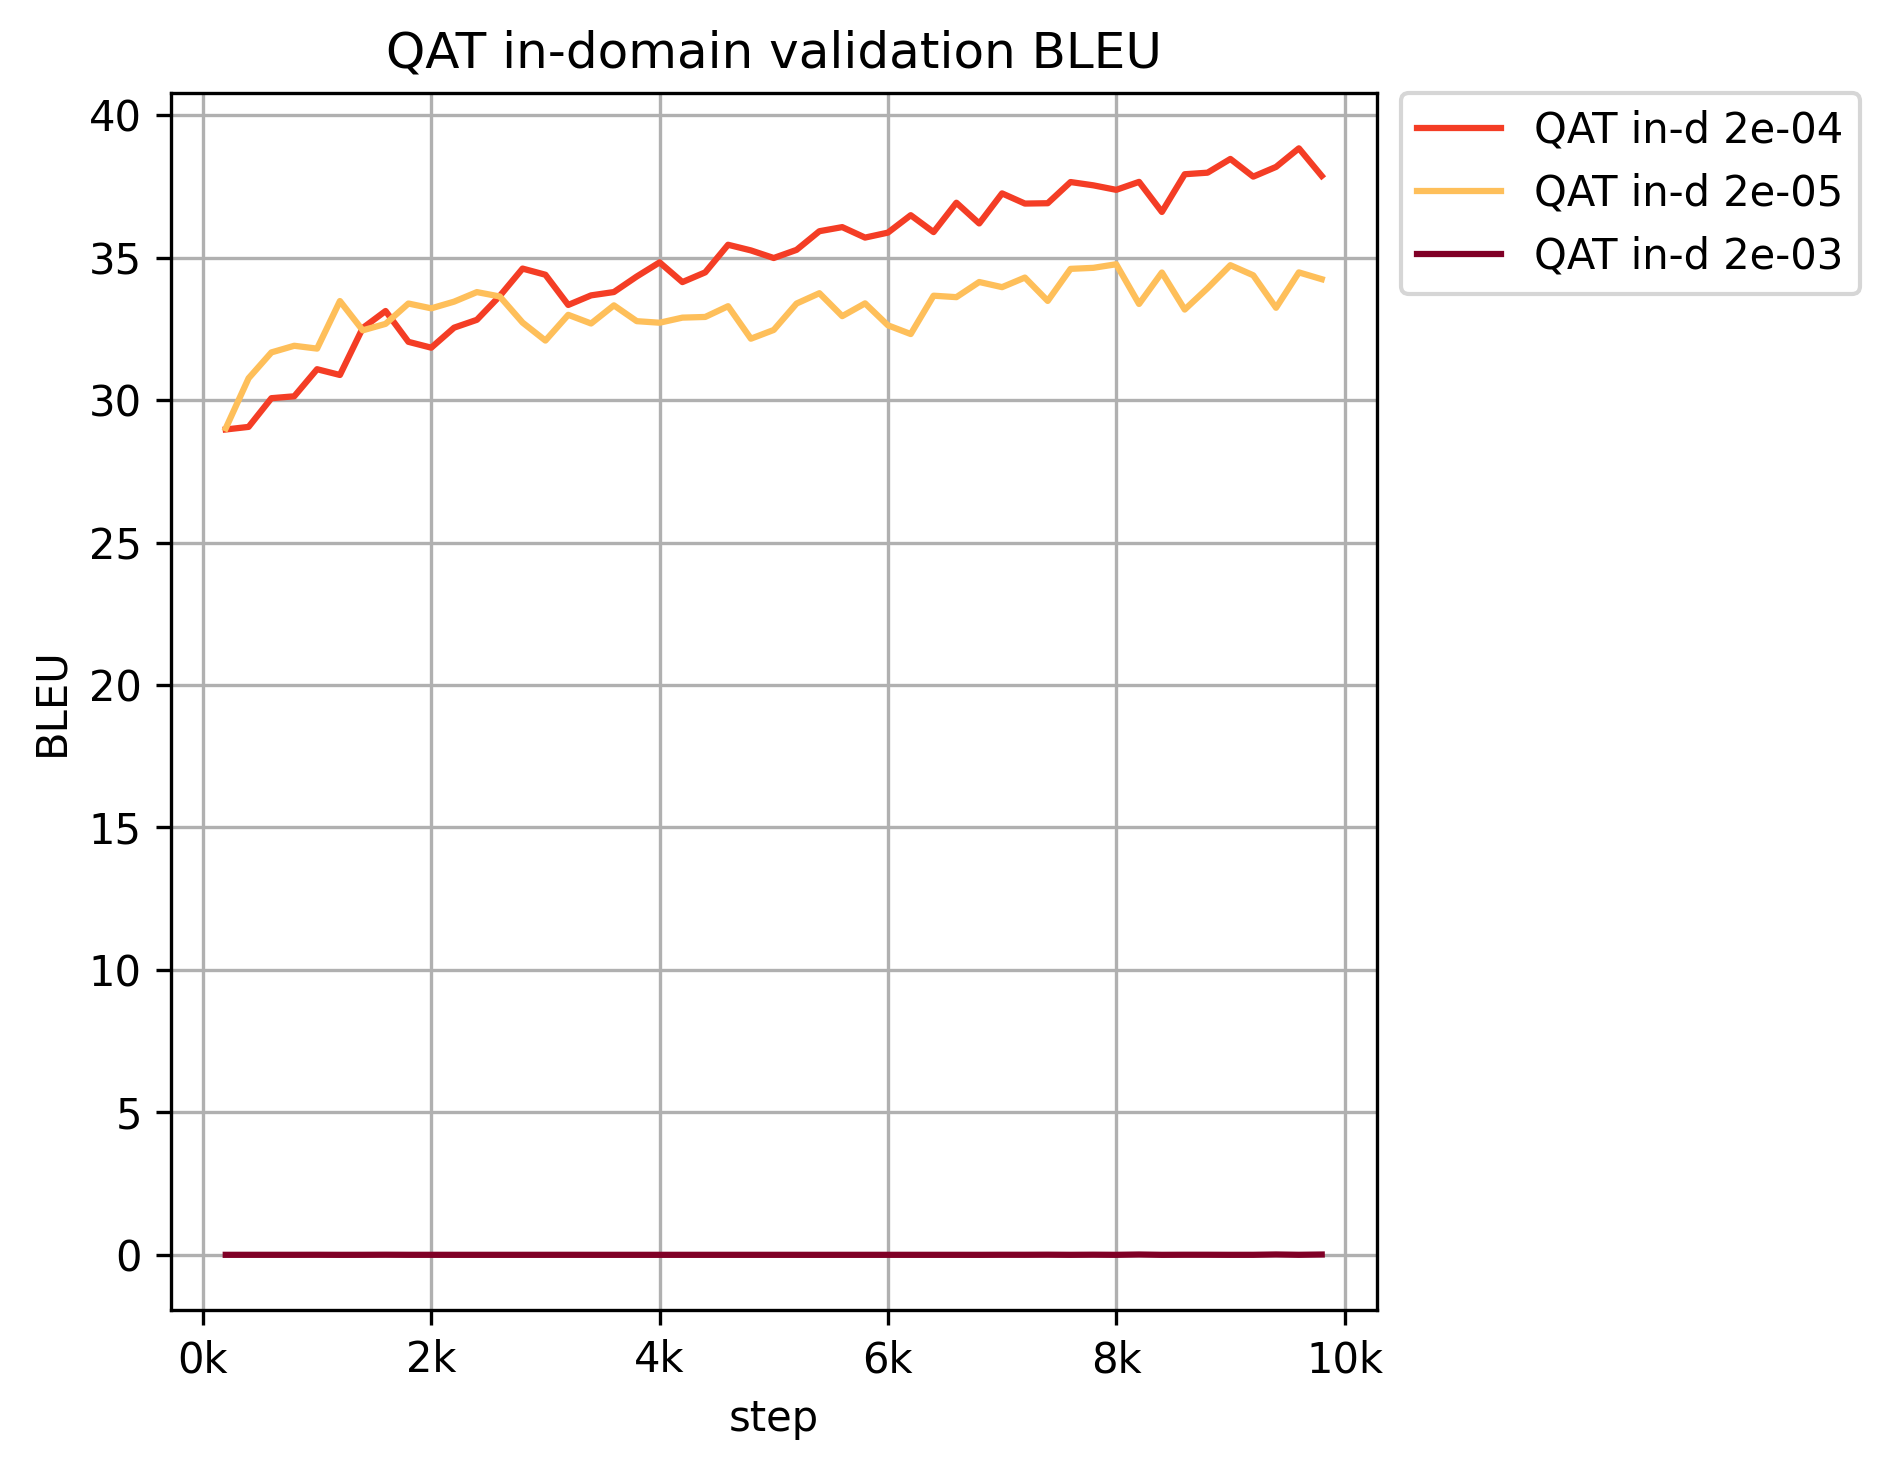 QAT in-domain validation BLEU
QAT in-d 2e-04
QAT in-d 2e-05
QAT in-d 2e-03
BLEU
40
35
30
25
20
15
10
5
0
0k 2k 4k 6k 8k 10k
step